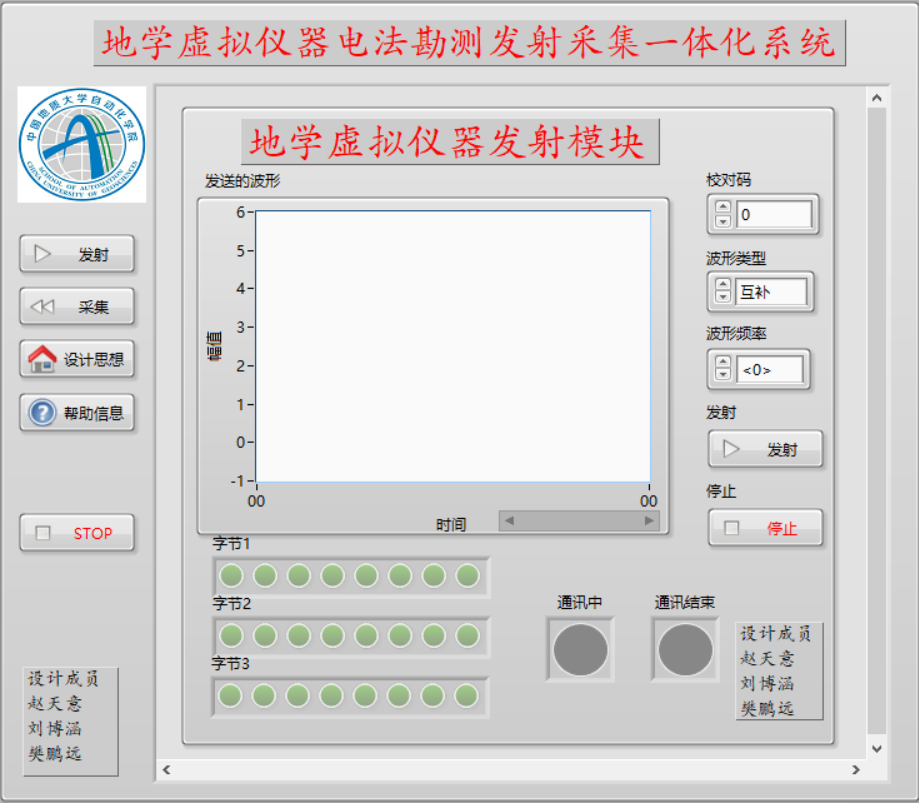 地学虚拟仪器电法勘测发射采集一体化系统
中国地质大学自动化学院
SCHOOL OF AUTOMATION
CHINA UNIVERSITY OF GEOSCIENCES
发射
采集
设计思想
帮助信息
STOP
设计成员
赵天意
刘博涵
樊鹏远
地学虚拟仪器发射模块
发送的波形
幅值
6
5
4
3
2
1
0
-1
00
00
时间
校对码
0
波形类型
互补
波形频率
<0>
发射
发射
停止
停止
字节1
字节2
字节3
通讯中
通讯结束
设计成员
赵天意
刘博涵
樊鹏远